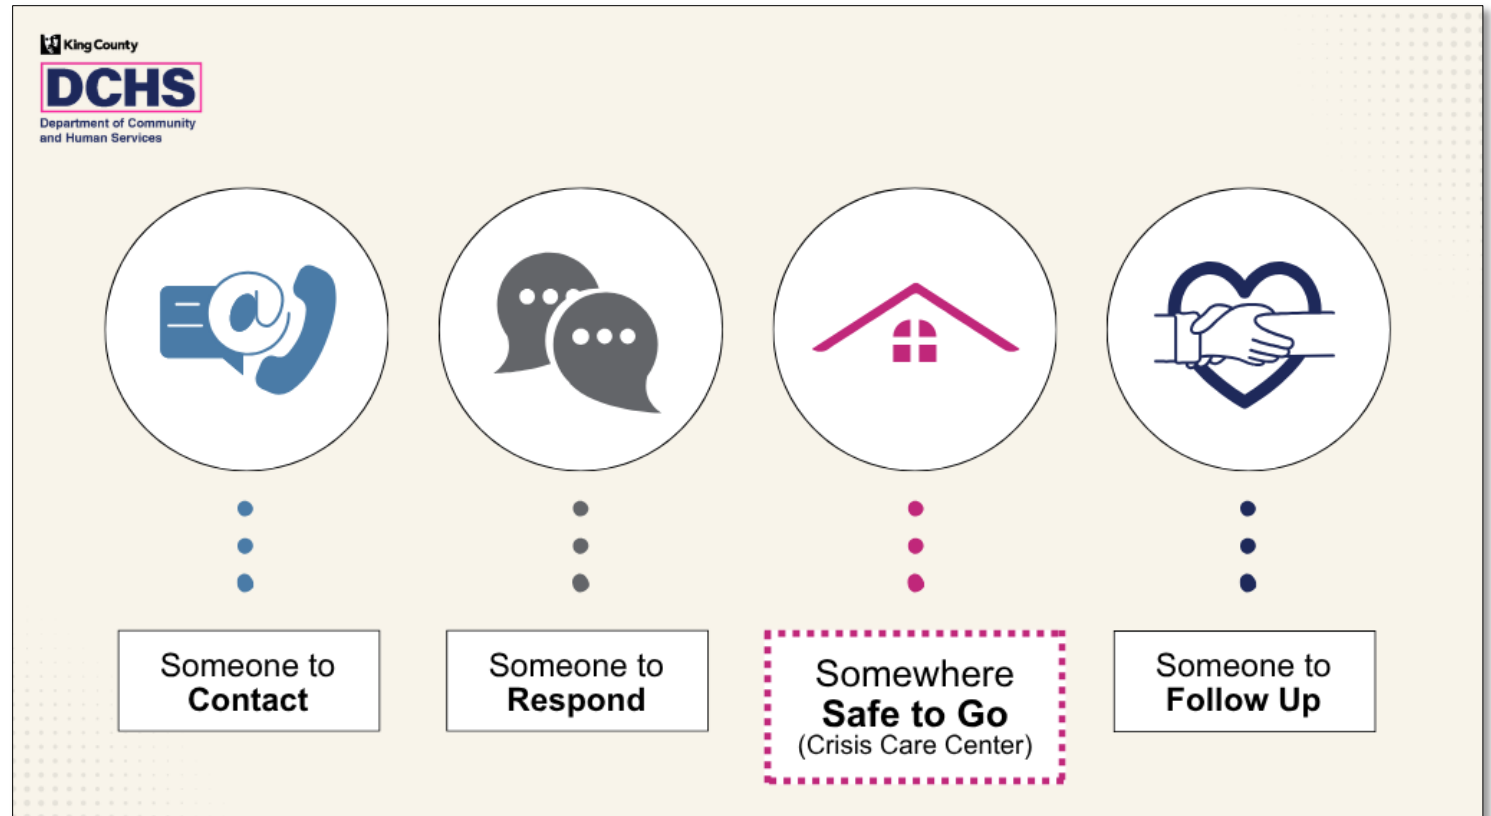 King County
DCHS
Department of Community
and Human Services
@
Someone to
Contact
Someone to
Respond
Somewhere
Safe to Go
(Crisis Care Center)
Someone to
Follow Up